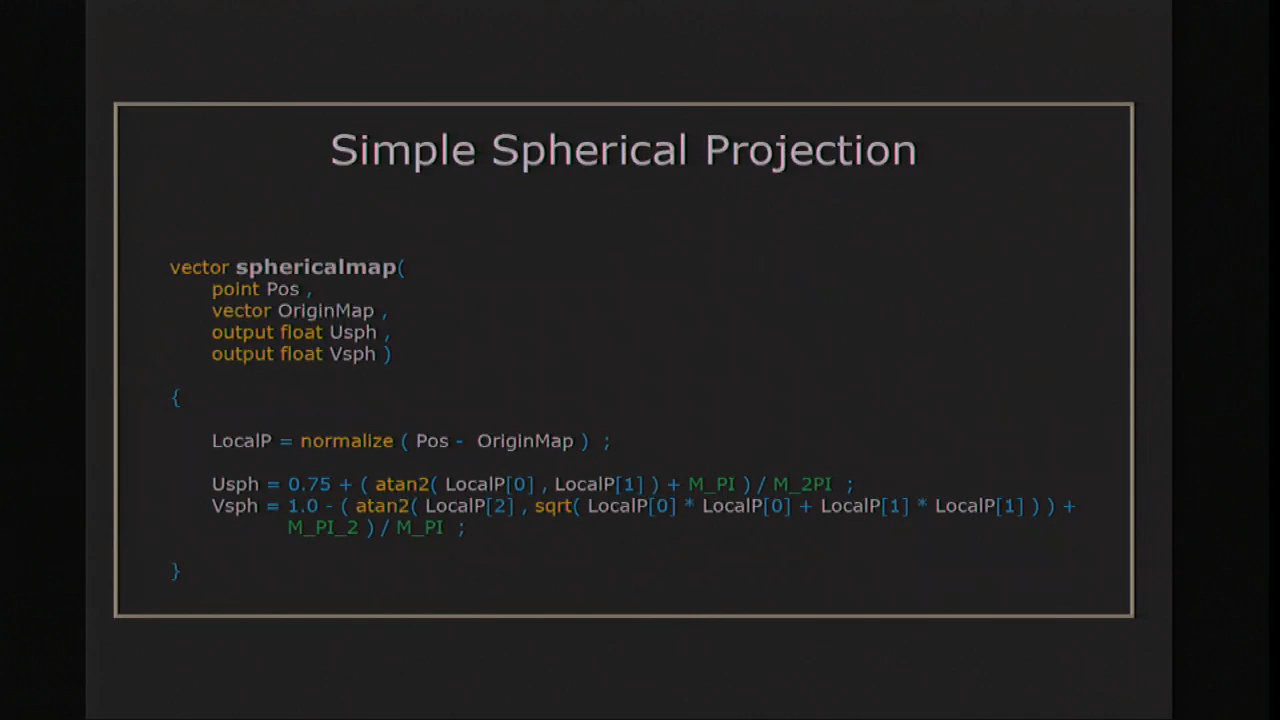 Simple Spherical Projection
vector sphericalmap(
point Pos ,
vector OriginMap ,
output float Usph ,
output float Vsph )
{
LocalP = normalize ( Pos - OriginMap ) ;
Usph = 0.75 + ( atan2( LocalP[0] , LocalP[1] ) + M_PI ) / M_2PI ;
Vsph = 1.0 - ( atan2( LocalP[2] , sqrt( LocalP[0] * LocalP[0] + LocalP[1] * LocalP[1] ) ) +
M_PI_2 ) / M_PI ;
}